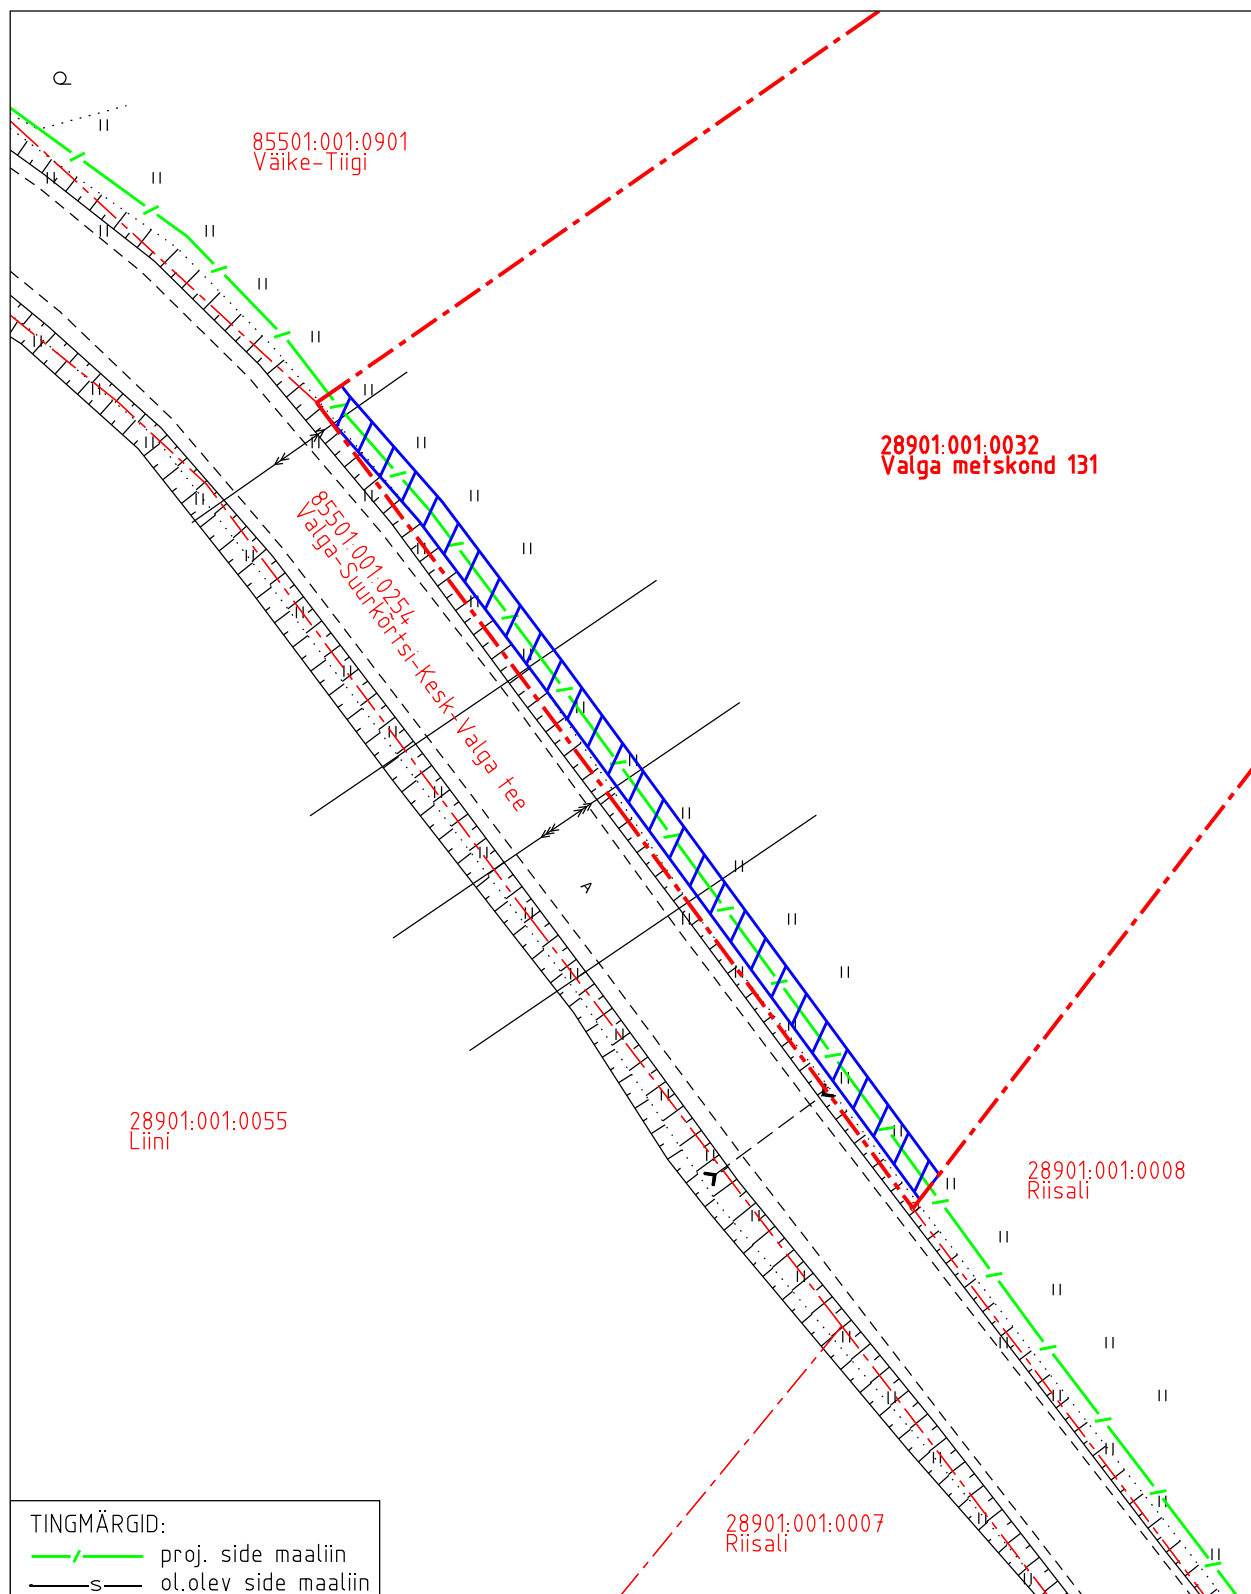 85501:001:0901
Väike-Tiigi
28901:001:0032
Valga metskond 131
85501:001:0254
Valga-Suurkõrtsi-Kesk-Valga tee
A
28901:001:0055
Liini
28901:001:0008
Riisali
28901:001:0007
Riisali
TINGMÄRGID:
proj. side maaliin
S ol.olev side maaliin